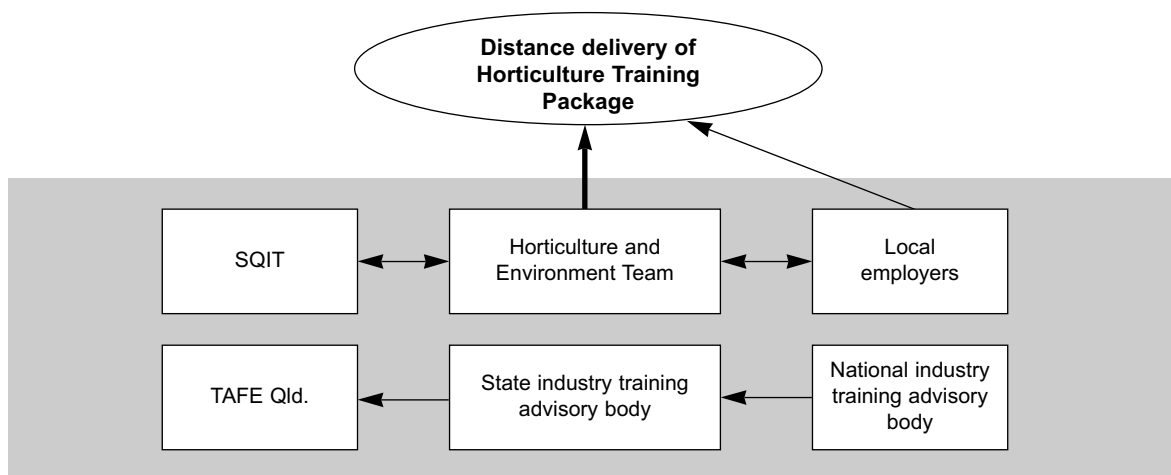 Distance delivery of
Horticulture Training
Package
SQIT
Horticulture and
Environment Team
Local
employers
TAFE Qld.
State industry training
advisory body
National industry
training advisory
body